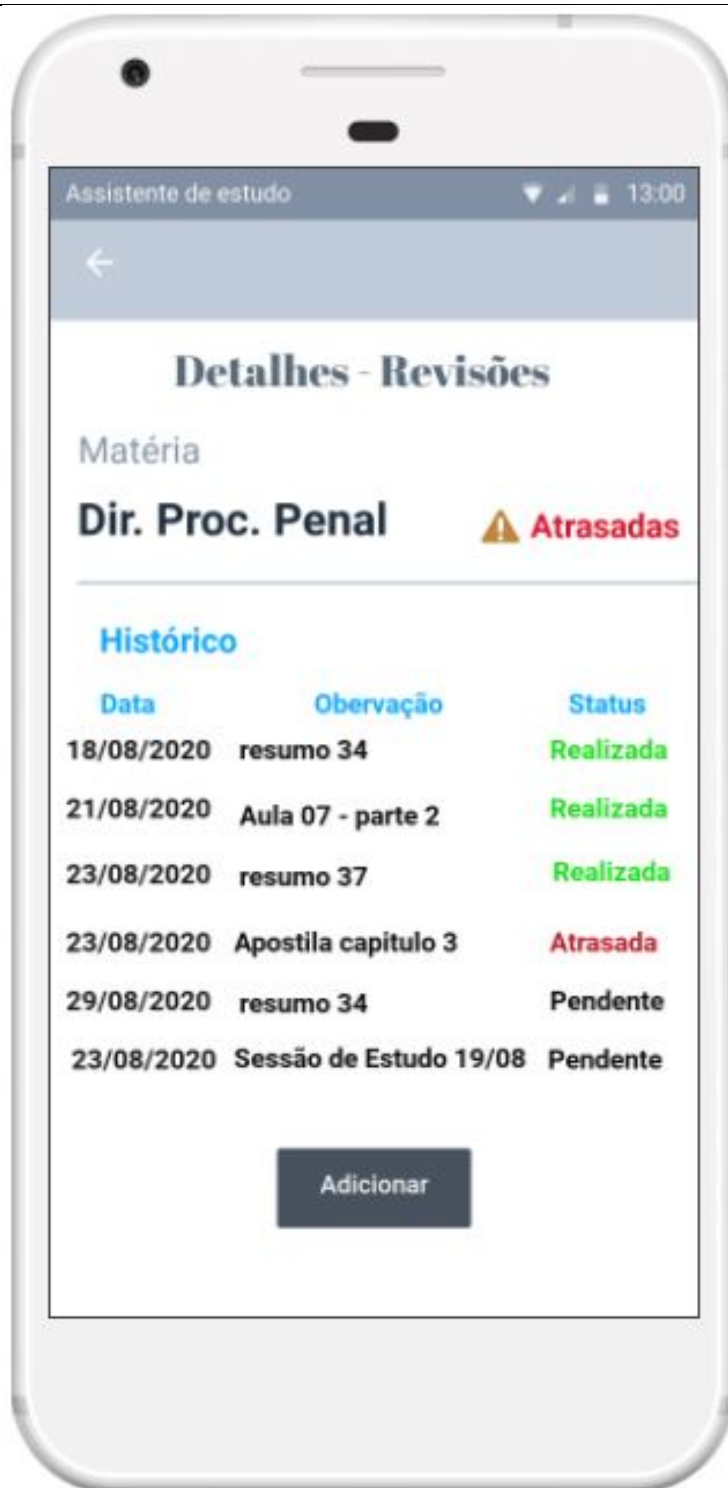 Assistente de estudo 13:00
Detalhes - Revisões
Matéria
Dir. Proc. Penal Atrasadas
Histórico
Data Obervação Status
18/08/2020 resumo 34 Realizada
21/08/2020 Aula 07 - parte 2 Realizada
23/08/2020 resumo 37 Realizada
23/08/2020 Apostila capitulo 3 Atrasada
29/08/2020 resumo 34 Pendente
23/08/2020 Sessão de Estudo 19/08 Pendente
Adicionar